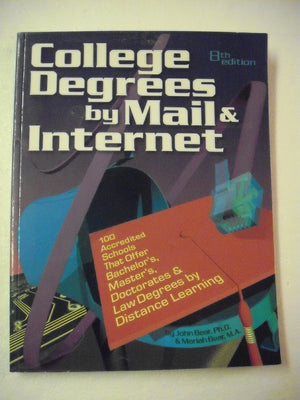 College
8th edition
Degrees
by Mail &
Internet
100
Accredited
Schools
That Offer
Bachelor's,
Master's,
Doctorates &
Law Degrees by
Distance Learning
by John Bear, Ph.D.
& Mariah Bear, M.A.